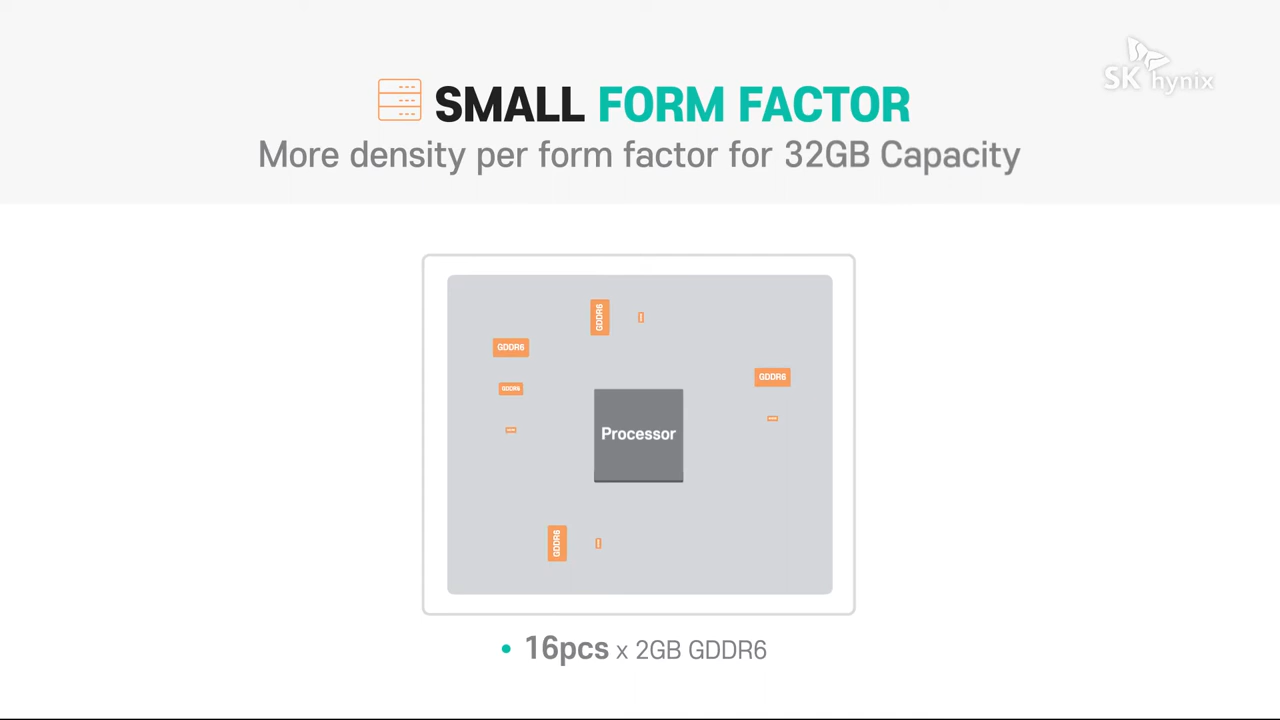 SK hynix
SMALL FORM FACTOR
More density per form factor for 32GB Capacity
GDDR6
GDDR6
GDDR6
GDDR6
Processor
GDDR6
• 16pcs x 2GB GDDR6